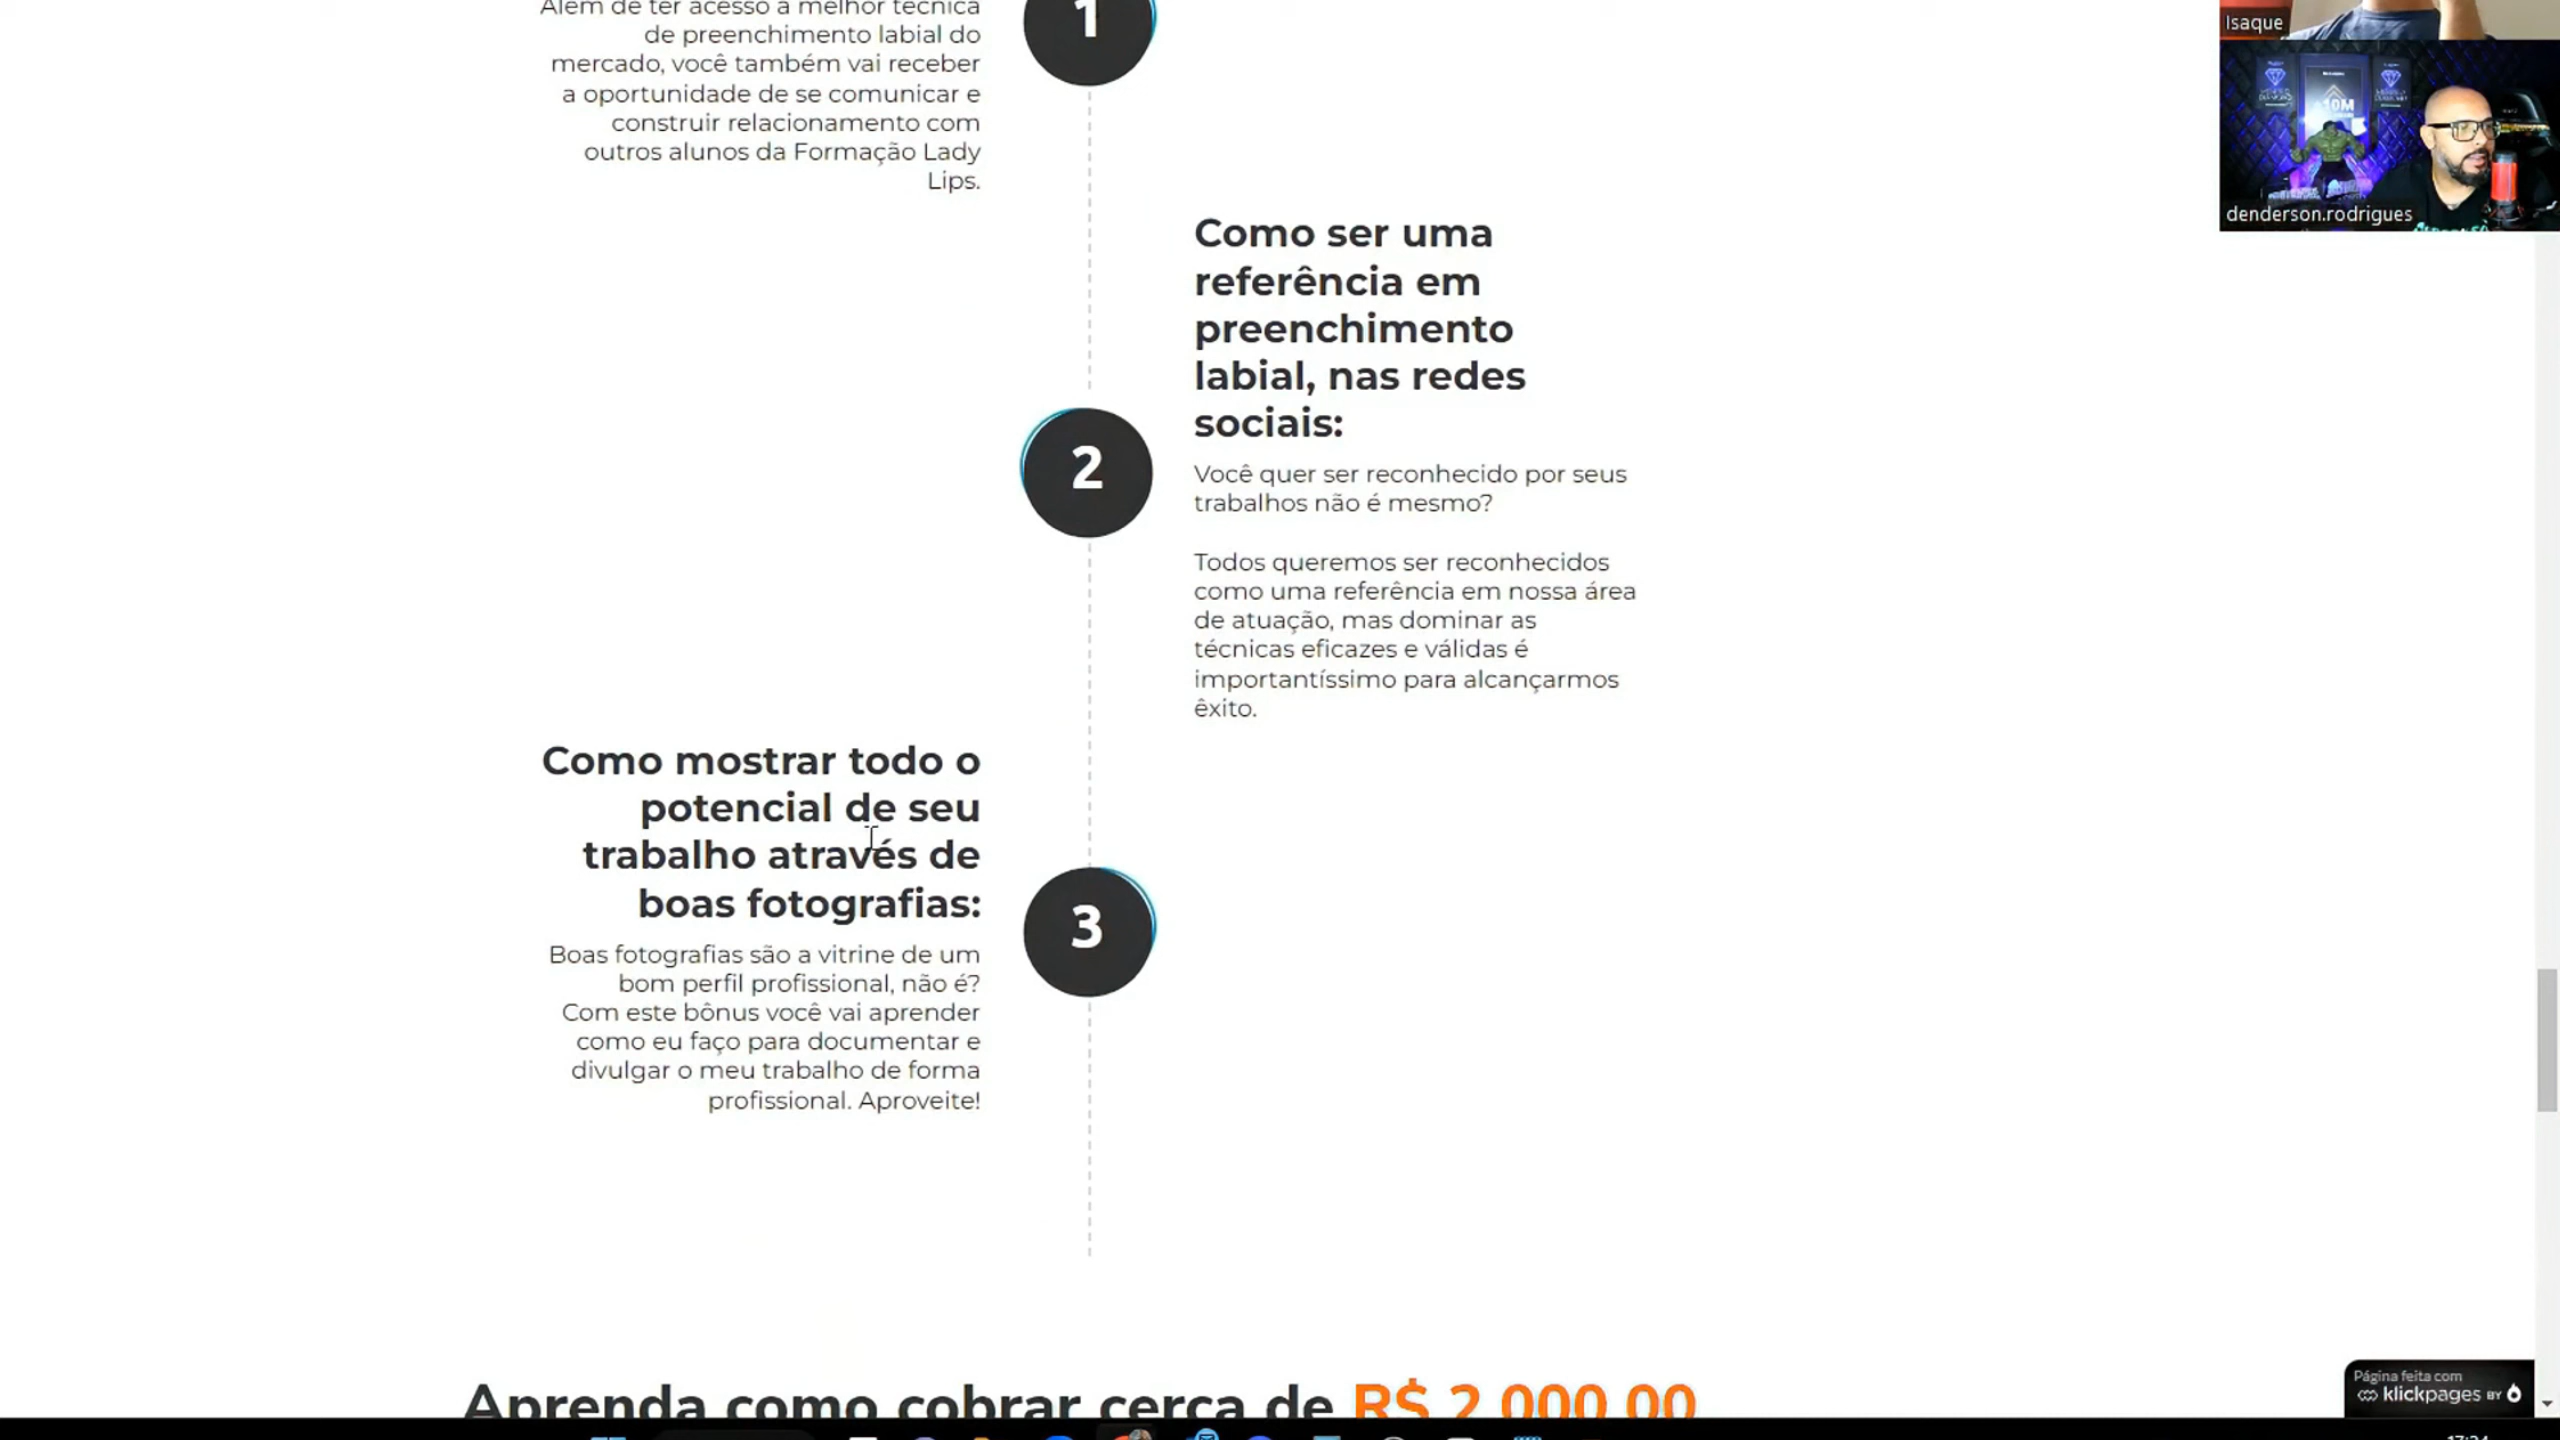 Além de ter acesso a melhor técnica
de preenchimento labial do
mercado, você também vai receber
a oportunidade de se comunicar e
construir relacionamento com
outros alunos da Formação Lady
Lips.
1
Isaque
10M
denderson.rodrigues
Como ser uma
referência em
preenchimento
labial, nas redes
sociais:
2
Você quer ser reconhecido por seus
trabalhos não é mesmo?
Todos queremos ser reconhecidos
como uma referência em nossa área
de atuação, mas dominar as
técnicas eficazes e válidas é
importantíssimo para alcançarmos
êxito.
Como mostrar todo o
potencial de seu
trabalho através de
boas fotografias:
3
Boas fotografias são a vitrine de um
bom perfil profissional, não é?
Com este bônus você vai aprender
como eu faço para documentar e
divulgar o meu trabalho de forma
profissional. Aproveite!
Aprenda como cobrar cerca de R$ 2.000,00
Página feita com
klickpages BY